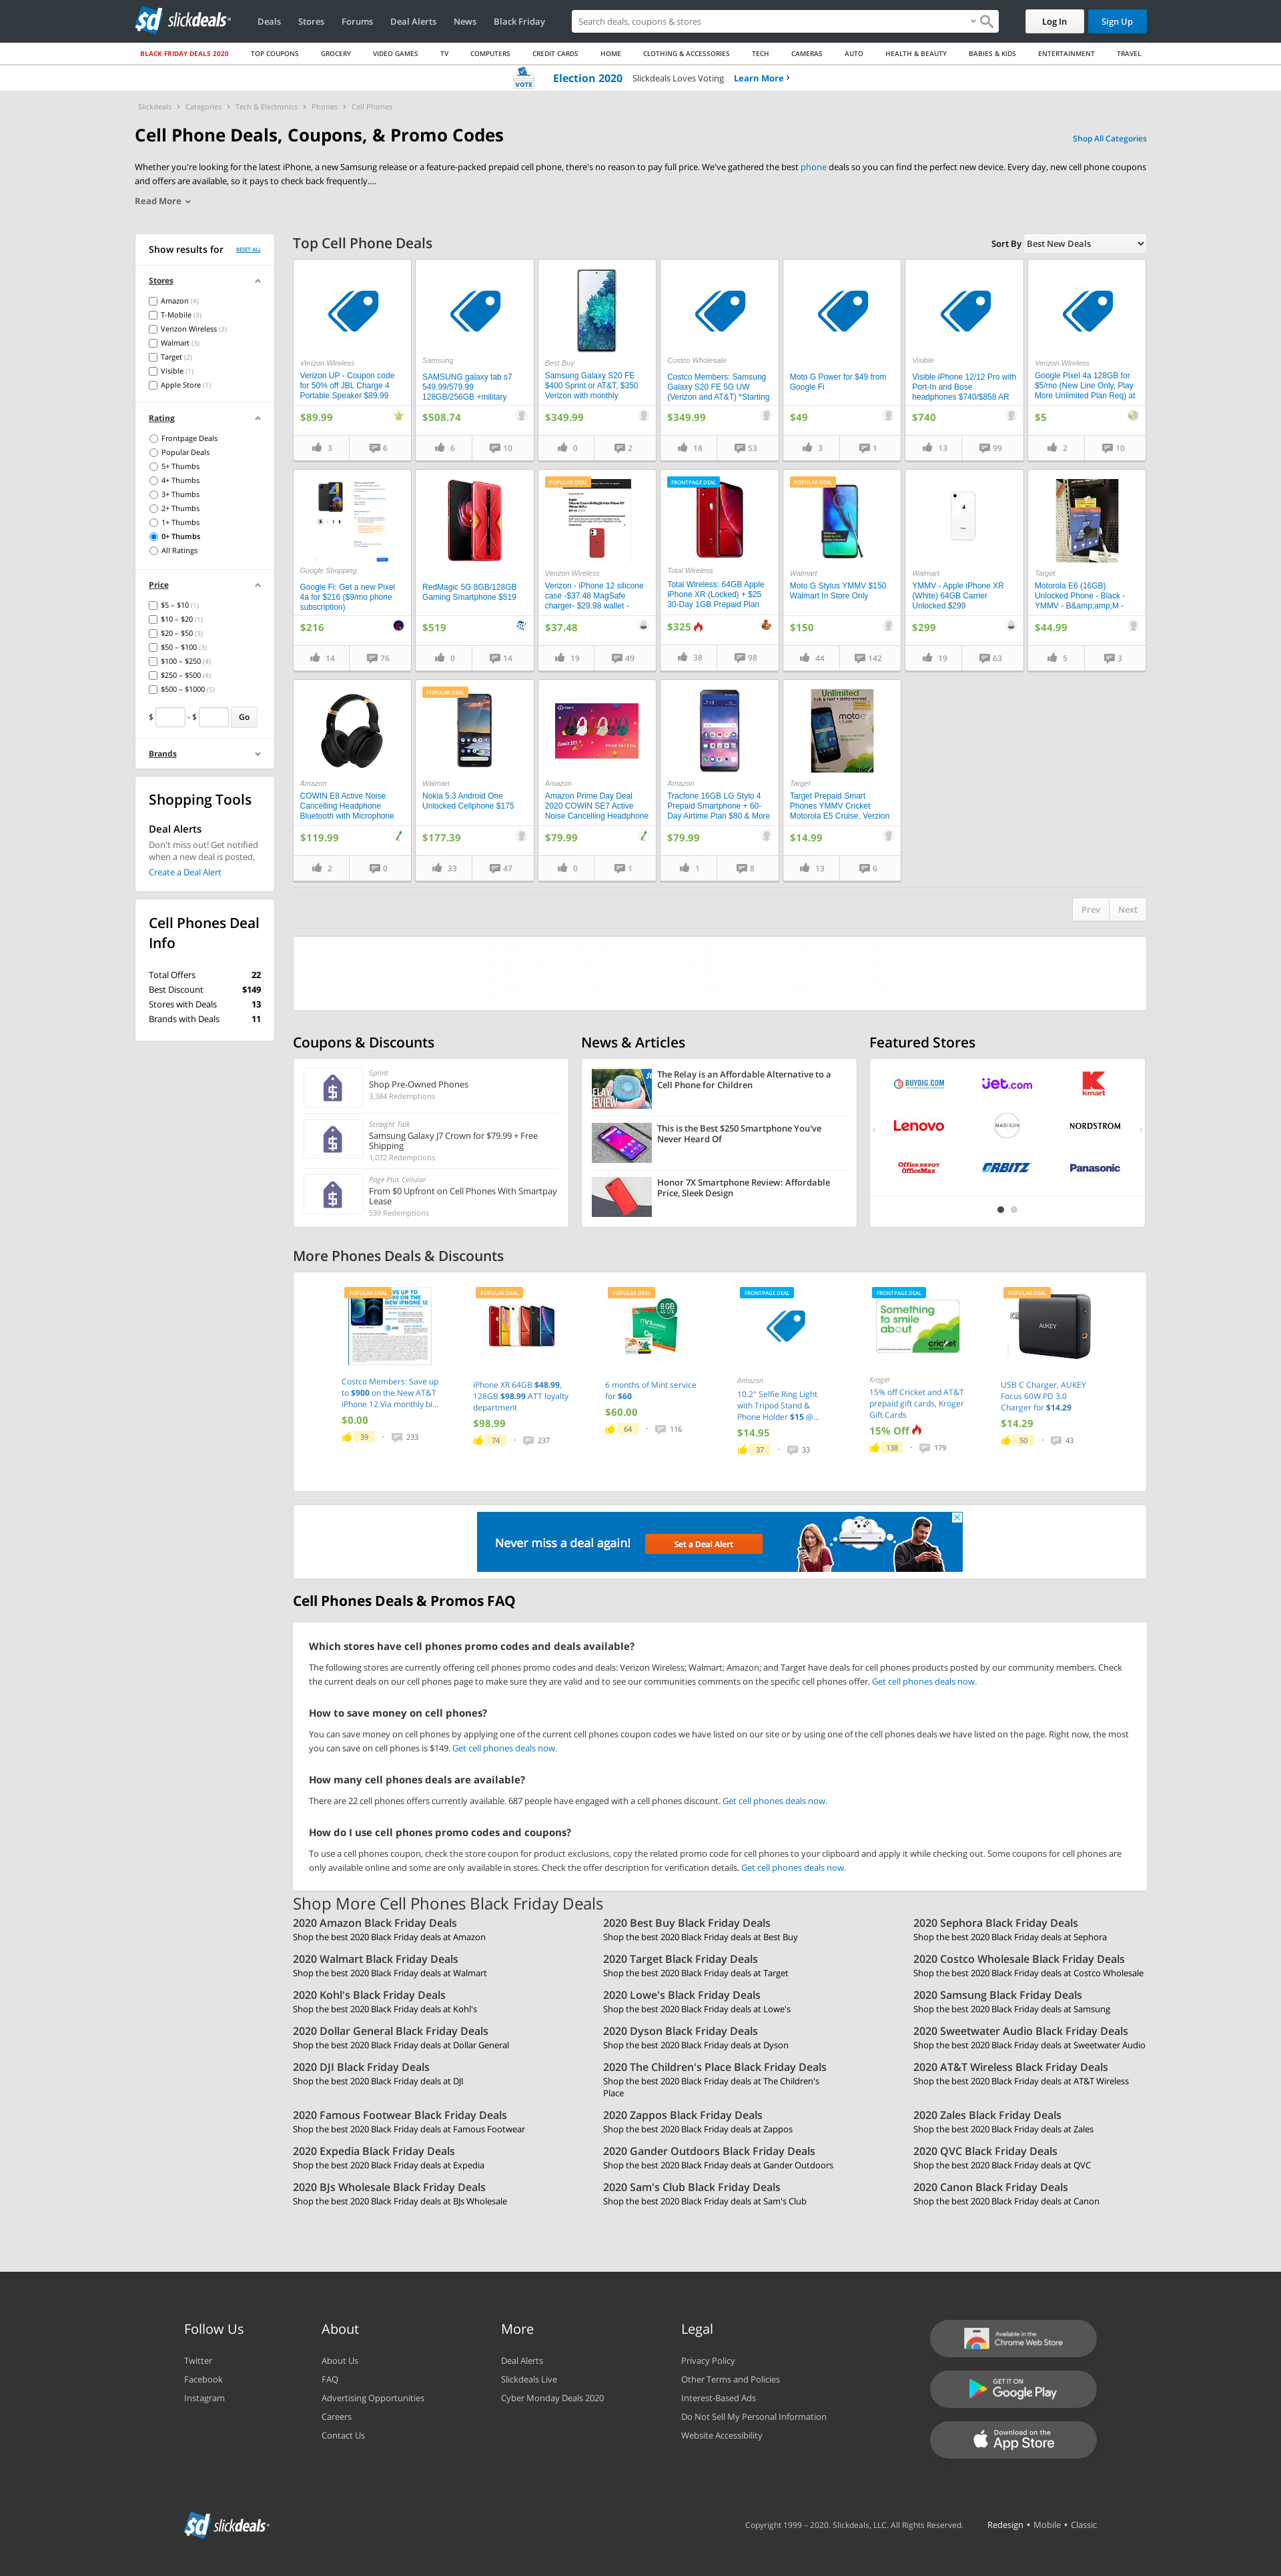 sd slickdeals
Deals
Stores
Forums
Deal Alerts
News
Black Friday
Search deals, coupons & stores
Log In
Sign Up
BLACK FRIDAY DEALS 2020
TOP COUPONS
GROCERY
VIDEO GAMES
TV
COMPUTERS
CREDIT CARDS
HOME
CLOTHING & ACCESSORIES
TECH
CAMERAS
AUTO
HEALTH & BEAUTY
BABIES & KIDS
ENTERTAINMENT
TRAVEL
VOTE
Election 2020 Slickdeals Loves Voting Learn More
Slickdeals > Categories > Tech & Electronics > Phones > Cell Phones
Cell Phone Deals, Coupons, & Promo Codes
Shop All Categories
Whether you're looking for the latest iPhone, a new Samsung release or a feature-packed prepaid cell phone, there's no reason to pay full price. We've gathered the best phone deals so you can find the perfect new device. Every day, new cell phone coupons
and offers are available, so it pays to check back frequently....
Read More
Show results for
RESET ALL
Stores
Amazon (4)
T-Mobile (3)
Verizon Wireless (3)
Walmart (3)
Target (2)
Visible (1)
Apple Store (1)
Rating
Frontpage Deals
Popular Deals
5+ Thumbs
4+ Thumbs
3+ Thumbs
2+ Thumbs
1+ Thumbs
0+ Thumbs
All Ratings
Price
$5 – $10 (1)
$10 – $20 (1)
$20 – $50 (3)
$50 – $100 (3)
$100 – $250 (4)
$250 – $500 (4)
$500 – $1000 (5)
$ - $ Go
Brands
Shopping Tools
Deal Alerts
Don't miss out! Get notified
when a new deal is posted.
Create a Deal Alert
Cell Phones Deal
Info
Total Offers 22
Best Discount $149
Stores with Deals 13
Brands with Deals 11
Top Cell Phone Deals
Sort By Best New Deals
Verizon Wireless
Verizon UP - Coupon code
for 50% off JBL Charge 4
Portable Speaker $89.99
$89.99
3 6
Samsung
SAMSUNG galaxy tab s7
549.99/579.99
128GB/256GB +military
$508.74
6 10
Best Buy
Samsung Galaxy S20 FE
$400 Sprint or AT&T, $350
Verizon with monthly
$349.99
0 2
Costco Wholesale
Costco Members: Samsung
Galaxy S20 FE 5G UW
(Verizon and AT&T) *Starting
$349.99
18 53
Moto G Power for $49 from
Google Fi
$49
3 1
Visible
Visible iPhone 12/12 Pro with
Port-In and Bose
headphones $740/$858 AR
$740
13 99
Verizon Wireless
Google Pixel 4a 128GB for
$5/mo (New Line Only, Play
More Unlimited Plan Req) at
$5
2 10
Google Shopping
Google Fi: Get a new Pixel
4a for $216 ($9/mo phone
subscription)
$216
14 76
RedMagic 5G 8GB/128GB
Gaming Smartphone $519
$519
0 14
POPULAR DEAL
Verizon Wireless
Verizon - iPhone 12 silicone
case -$37.48 MagSafe
charger- $29.98 wallet -
$37.48
19 49
FRONTPAGE DEAL
Total Wireless
Total Wireless: 64GB Apple
iPhone XR (Locked) + $25
30-Day 1GB Prepaid Plan
$325
38 98
POPULAR DEAL
Walmart
Moto G Stylus YMMV $150
Walmart In Store Only
$150
44 142
Walmart
YMMV - Apple iPhone XR
(White) 64GB Carrier
Unlocked $299
$299
19 63
Target
Motorola E6 (16GB)
Unlocked Phone - Black -
YMMV - B&amp;amp;M -
$44.99
5 3
Amazon
COWIN E8 Active Noise
Cancelling Headphone
Bluetooth with Microphone
$119.99
2 0
POPULAR DEAL
Walmart
Nokia 5.3 Android One
Unlocked Cellphone $175
$177.39
33 47
Cowin SE7
PRIME DAY DEAL
Amazon
Amazon Prime Day Deal
2020 COWIN SE7 Active
Noise Cancelling Headphone
$79.99
0 1
Amazon
Tracfone 16GB LG Stylo 4
Prepaid Smartphone + 60-
Day Airtime Plan $80 & More
$79.99
1 8
Unlimited
Target
Target Prepaid Smart
Phones YMMV Cricket
Motorola E5 Cruise, Verzion
$14.99
13 6
Prev Next
Coupons & Discounts
Sprint
Shop Pre-Owned Phones
3,384 Redemptions
Straight Talk
Samsung Galaxy J7 Crown for $79.99 + Free
Shipping
1,072 Redemptions
Page Plus Cellular
From $0 Upfront on Cell Phones With Smartpay
Lease
539 Redemptions
News & Articles
The Relay is an Affordable Alternative to a
Cell Phone for Children
This is the Best $250 Smartphone You've
Never Heard Of
Honor 7X Smartphone Review: Affordable
Price, Sleek Design
Featured Stores
BUYDIG.COM
Jet.com
kmart
Lenovo
MADISON
NORDSTROM
Office DEPOT
OfficeMax
ORBITZ
Panasonic
More Phones Deals & Discounts
POPULAR DEAL
Costco Members: Save up
to $900 on the New AT&T
iPhone 12 Via monthly bi...
$0.00
39 · 233
POPULAR DEAL
iPhone XR 64GB $48.99,
128GB $98.99 ATT loyalty
department
$98.99
74 · 237
POPULAR DEAL
8GB
6 months of Mint service
for $60
$60.00
64 · 116
FRONTPAGE DEAL
Amazon
10.2" Selfie Ring Light
with Tripod Stand &
Phone Holder $15 @...
$14.95
37 · 33
FRONTPAGE DEAL
Something
to smile
about
cricket
Kroger
15% off Cricket and AT&T
prepaid gift cards, Kroger
Gift Cards
15% Off
138 · 179
POPULAR DEAL
AUKEY
USB C Charger, AUKEY
Focus 60W PD 3.0
Charger for $14.29
$14.29
50 · 43
Never miss a deal again!
Set a Deal Alert
Cell Phones Deals & Promos FAQ
Which stores have cell phones promo codes and deals available?
The following stores are currently offering cell phones promo codes and deals: Verizon Wireless; Walmart; Amazon; and Target have deals for cell phones products posted by our community members. Check
the current deals on our cell phones page to make sure they are valid and to see our communities comments on the specific cell phones offer. Get cell phones deals now.
How to save money on cell phones?
You can save money on cell phones by applying one of the current cell phones coupon codes we have listed on our site or by using one of the cell phones deals we have listed on the page. Right now, the most
you can save on cell phones is $149. Get cell phones deals now.
How many cell phones deals are available?
There are 22 cell phones offers currently available. 687 people have engaged with a cell phones discount. Get cell phones deals now.
How do I use cell phones promo codes and coupons?
To use a cell phones coupon, check the store coupon for product exclusions, copy the related promo code for cell phones to your clipboard and apply it while checking out. Some coupons for cell phones are
only available online and some are only available in stores. Check the offer description for verification details. Get cell phones deals now.
Shop More Cell Phones Black Friday Deals
2020 Amazon Black Friday Deals
Shop the best 2020 Black Friday deals at Amazon
2020 Best Buy Black Friday Deals
Shop the best 2020 Black Friday deals at Best Buy
2020 Sephora Black Friday Deals
Shop the best 2020 Black Friday deals at Sephora
2020 Walmart Black Friday Deals
Shop the best 2020 Black Friday deals at Walmart
2020 Target Black Friday Deals
Shop the best 2020 Black Friday deals at Target
2020 Costco Wholesale Black Friday Deals
Shop the best 2020 Black Friday deals at Costco Wholesale
2020 Kohl's Black Friday Deals
Shop the best 2020 Black Friday deals at Kohl's
2020 Lowe's Black Friday Deals
Shop the best 2020 Black Friday deals at Lowe's
2020 Samsung Black Friday Deals
Shop the best 2020 Black Friday deals at Samsung
2020 Dollar General Black Friday Deals
Shop the best 2020 Black Friday deals at Dollar General
2020 Dyson Black Friday Deals
Shop the best 2020 Black Friday deals at Dyson
2020 Sweetwater Audio Black Friday Deals
Shop the best 2020 Black Friday deals at Sweetwater Audio
2020 DJI Black Friday Deals
Shop the best 2020 Black Friday deals at DJI
2020 The Children's Place Black Friday Deals
Shop the best 2020 Black Friday deals at The Children's
Place
2020 AT&T Wireless Black Friday Deals
Shop the best 2020 Black Friday deals at AT&T Wireless
2020 Famous Footwear Black Friday Deals
Shop the best 2020 Black Friday deals at Famous Footwear
2020 Zappos Black Friday Deals
Shop the best 2020 Black Friday deals at Zappos
2020 Zales Black Friday Deals
Shop the best 2020 Black Friday deals at Zales
2020 Expedia Black Friday Deals
Shop the best 2020 Black Friday deals at Expedia
2020 Gander Outdoors Black Friday Deals
Shop the best 2020 Black Friday deals at Gander Outdoors
2020 QVC Black Friday Deals
Shop the best 2020 Black Friday deals at QVC
2020 BJs Wholesale Black Friday Deals
Shop the best 2020 Black Friday deals at BJs Wholesale
2020 Sam's Club Black Friday Deals
Shop the best 2020 Black Friday deals at Sam's Club
2020 Canon Black Friday Deals
Shop the best 2020 Black Friday deals at Canon
Follow Us
Twitter
Facebook
Instagram
About
About Us
FAQ
Advertising Opportunities
Careers
Contact Us
More
Deal Alerts
Slickdeals Live
Cyber Monday Deals 2020
Legal
Privacy Policy
Other Terms and Policies
Interest-Based Ads
Do Not Sell My Personal Information
Website Accessibility
Available in the
Chrome Web Store
GET IT ON
Google Play
Download on the
App Store
sd slickdeals
Copyright 1999 – 2020. Slickdeals, LLC. All Rights Reserved.
Redesign • Mobile • Classic